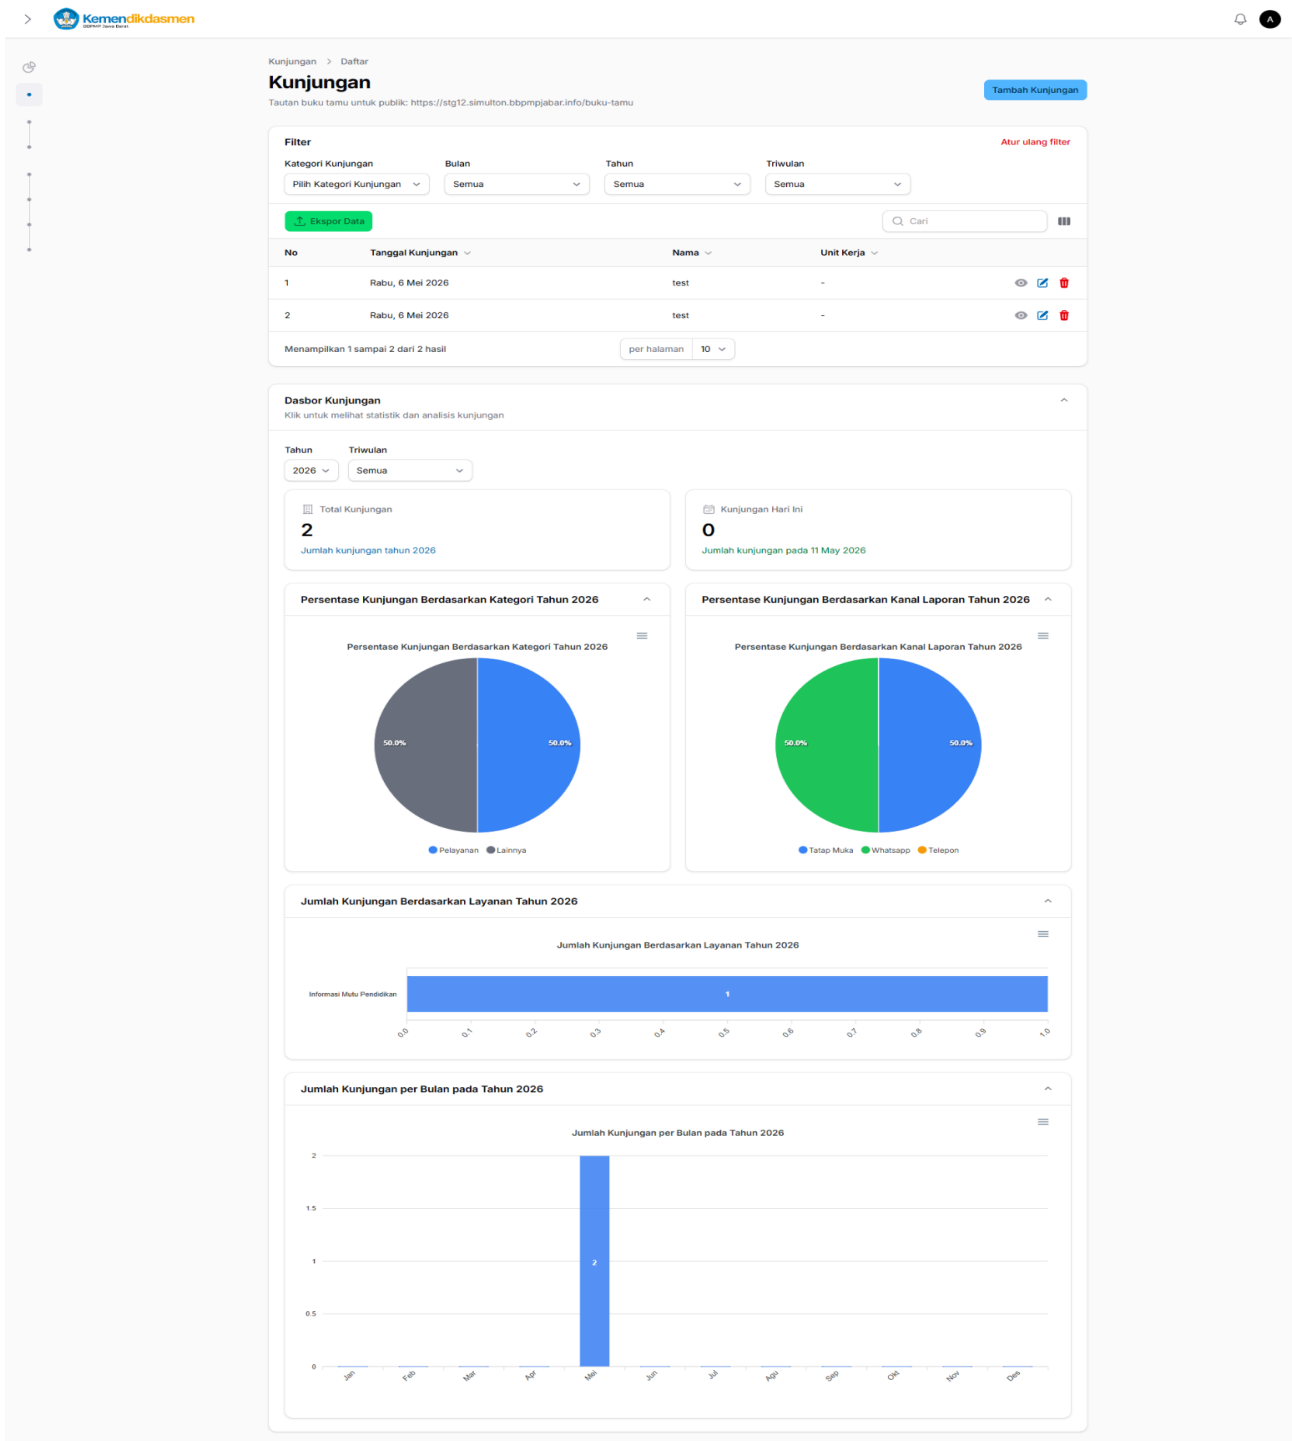 Kemendikdasmen
BBPMP Jawa Barat
A
Kunjungan > Daftar
Kunjungan
Tautan buku tamu untuk publik: https://stg12.simulton.bbpmpjabar.info/buku-tamu
Tambah Kunjungan
Filter
Atur ulang filter
Kategori Kunjungan Bulan Tahun Triwulan
Pilih Kategori Kunjungan Semua Semua Semua
Ekspor Data
Cari
No Tanggal Kunjungan Nama Unit Kerja
1 Rabu, 6 Mei 2026 test -
2 Rabu, 6 Mei 2026 test -
Menampilkan 1 sampai 2 dari 2 hasil per halaman 10
Dasbor Kunjungan
Klik untuk melihat statistik dan analisis kunjungan
Tahun Triwulan
2026 Semua
Total Kunjungan
2
Jumlah kunjungan tahun 2026
Kunjungan Hari Ini
0
Jumlah kunjungan pada 11 May 2026
Persentase Kunjungan Berdasarkan Kategori Tahun 2026
Persentase Kunjungan Berdasarkan Kategori Tahun 2026
50.0% 50.0%
Pelayanan Lainnya
Persentase Kunjungan Berdasarkan Kanal Laporan Tahun 2026
Persentase Kunjungan Berdasarkan Kanal Laporan Tahun 2026
50.0% 50.0%
Tatap Muka Whatsapp Telepon
Jumlah Kunjungan Berdasarkan Layanan Tahun 2026
Jumlah Kunjungan Berdasarkan Layanan Tahun 2026
Informasi Mutu Pendidikan 1
0.0 0.1 0.2 0.3 0.4 0.5 0.6 0.7 0.8 0.9 1.0
Jumlah Kunjungan per Bulan pada Tahun 2026
Jumlah Kunjungan per Bulan pada Tahun 2026
2
1.5
1
2
0.5
0
Jan Feb Mar Apr Mei Jun Jul Agu Sep Okt Nov Des